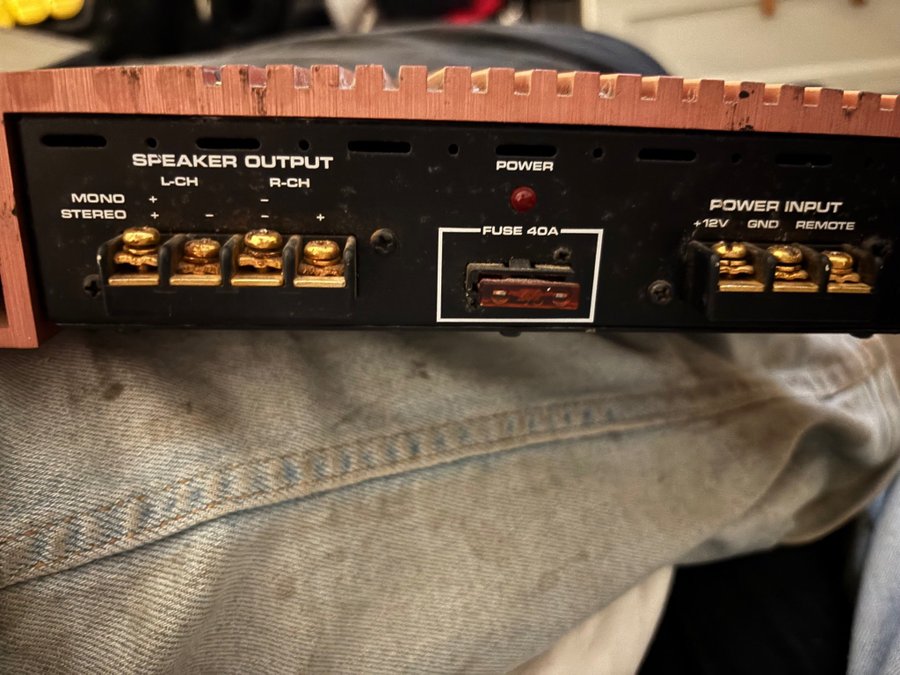 SPEAKER OUTPUT
L-CH R-CH
MONO + -
STEREO + - - +
POWER
FUSE 40A
POWER INPUT
+12V GND REMOTE